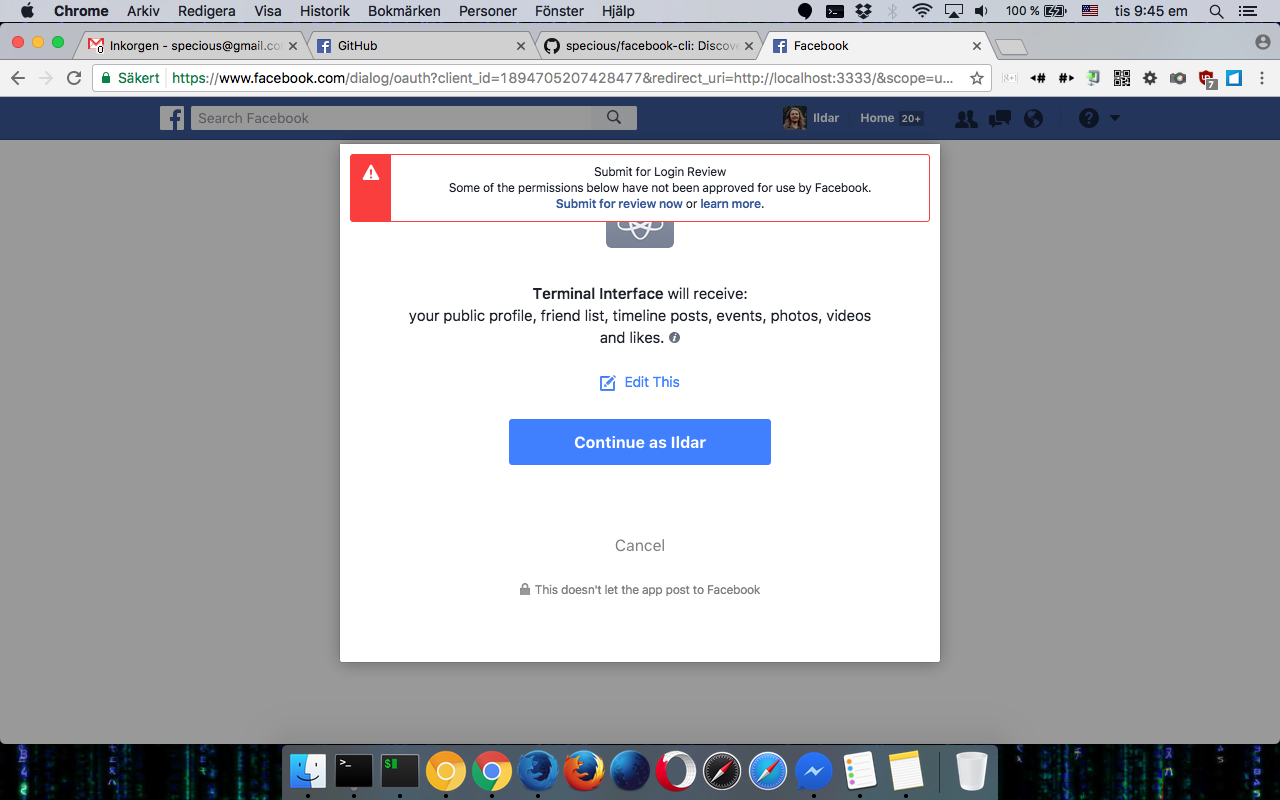 Chrome Arkiv Redigera Visa Historik Bokmärken Personer Fönster Hjälp 100 % tis 9:45 em
Inkorgen - specious@gmail.co
GitHub
specious/facebook-cli: Discove
Facebook
Säkert https://www.facebook.com/dialog/oauth?client_id=1894705207428477&redirect_uri=http://localhost:3333/&scope=u...
7
Search Facebook
Ildar
Home 20+
Submit for Login Review
Some of the permissions below have not been approved for use by Facebook.
Submit for review now or learn more.
Terminal Interface will receive:
your public profile, friend list, timeline posts, events, photos, videos
and likes.
Edit This
Continue as Ildar
Cancel
This doesn't let the app post to Facebook